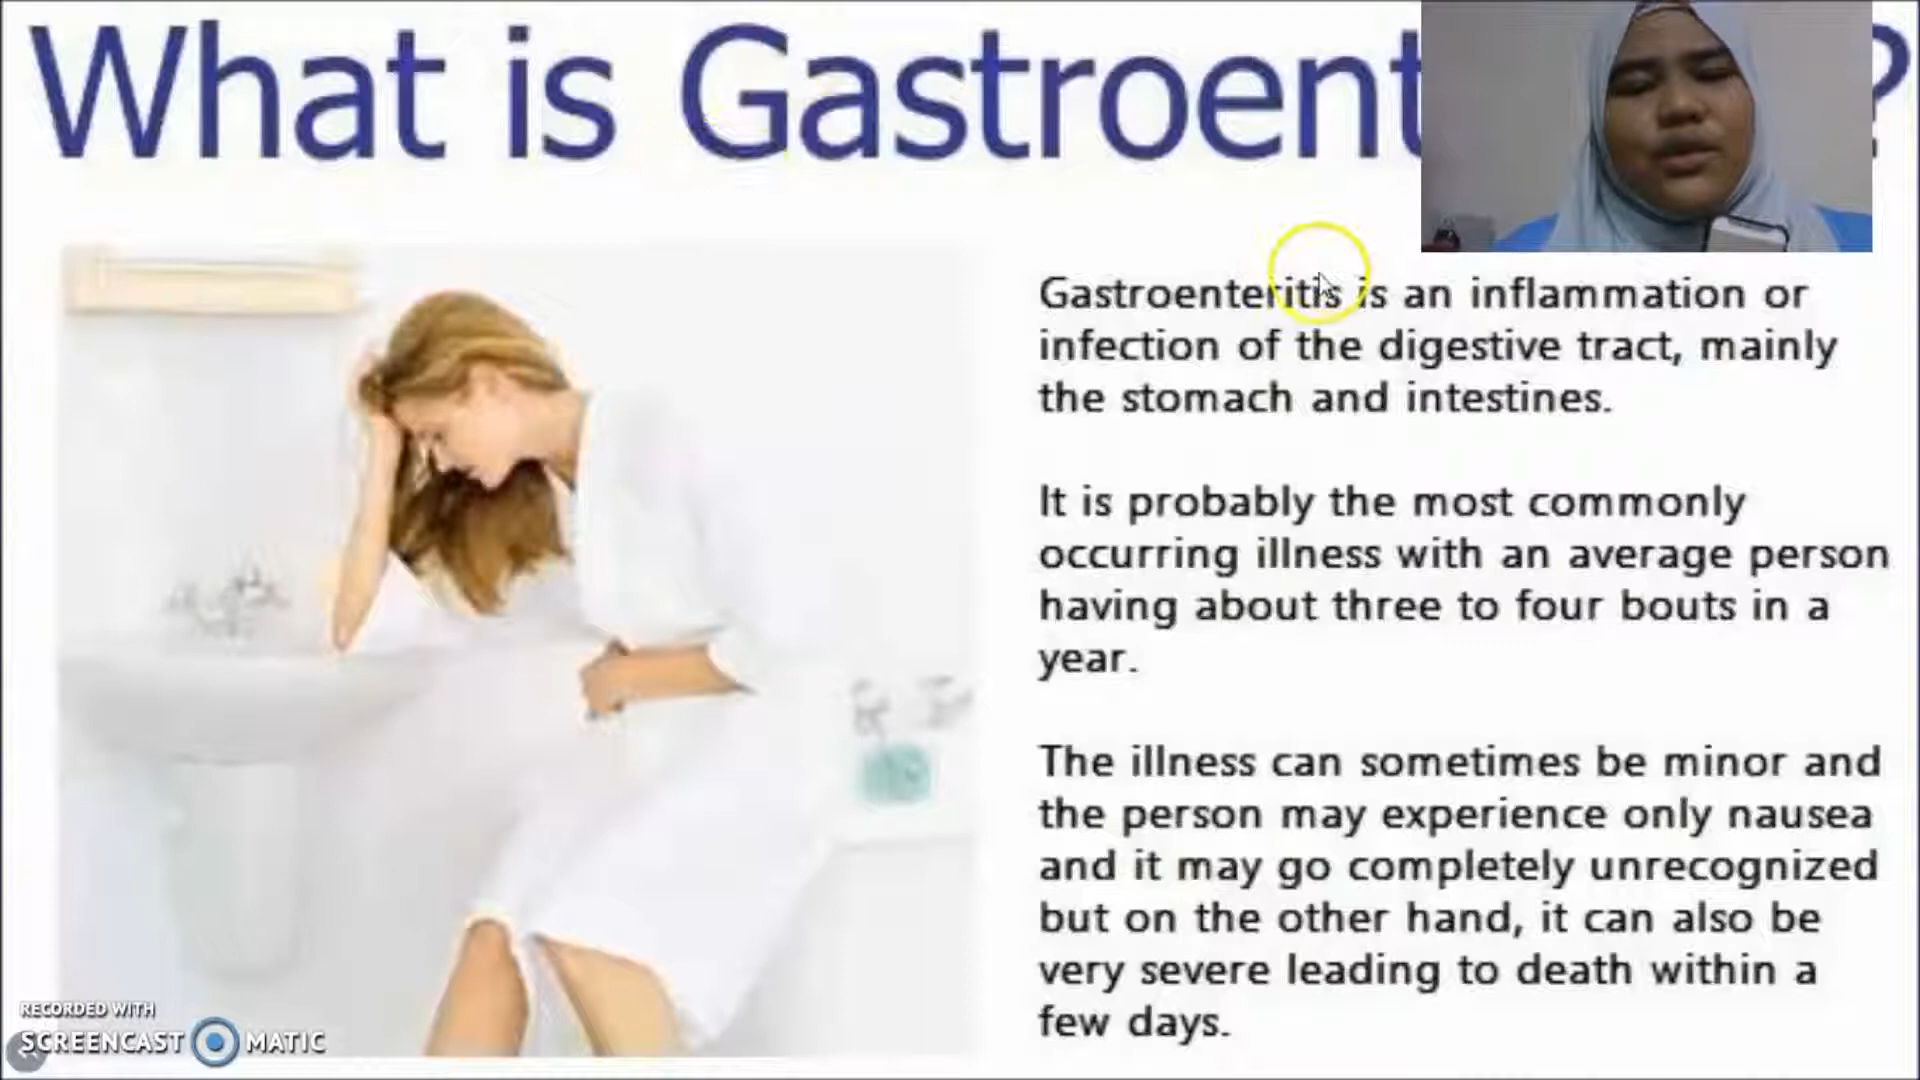 What is Gastroent ?
Gastroenteritis is an inflammation or
infection of the digestive tract, mainly
the stomach and intestines.
It is probably the most commonly
occurring illness with an average person
having about three to four bouts in a
year.
The illness can sometimes be minor and
the person may experience only nausea
and it may go completely unrecognized
but on the other hand, it can also be
very severe leading to death within a
few days.
RECORDED WITH
SCREENCAST MATIC